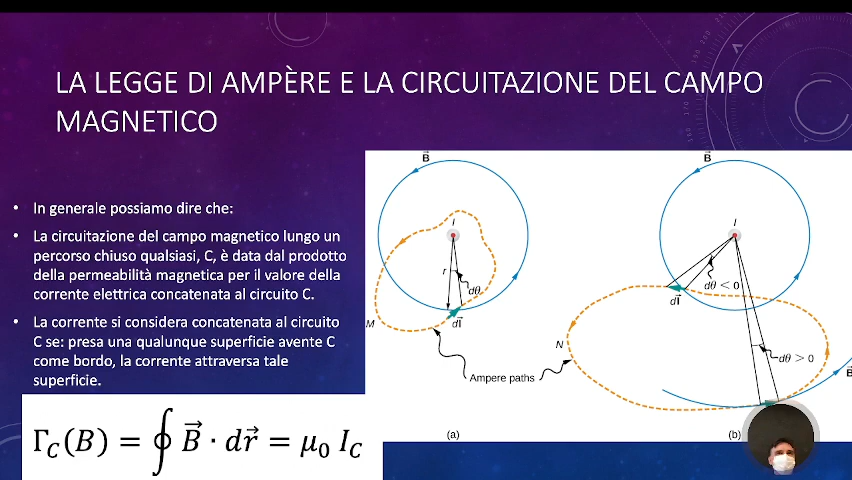 LA LEGGE DI AMPÈRE E LA CIRCUITAZIONE DEL CAMPO
MAGNETICO
• In generale possiamo dire che:
• La circuitazione del campo magnetico lungo un
percorso chiuso qualsiasi, C, è data dal prodotto
della permeabilità magnetica per il valore della
corrente elettrica concatenata al circuito C.
• La corrente si considera concatenata al circuito
C se: presa una qualunque superficie avente C
come bordo, la corrente attraversa tale
superficie.
Γ_C(B) = ∮ B⃗ · dr⃗ = μ₀ I_C
B⃗
I
r
dθ
M
dl⃗
Ampere paths
(a)
B⃗
I
dθ < 0
dl⃗
N
dθ > 0
B⃗
(b)